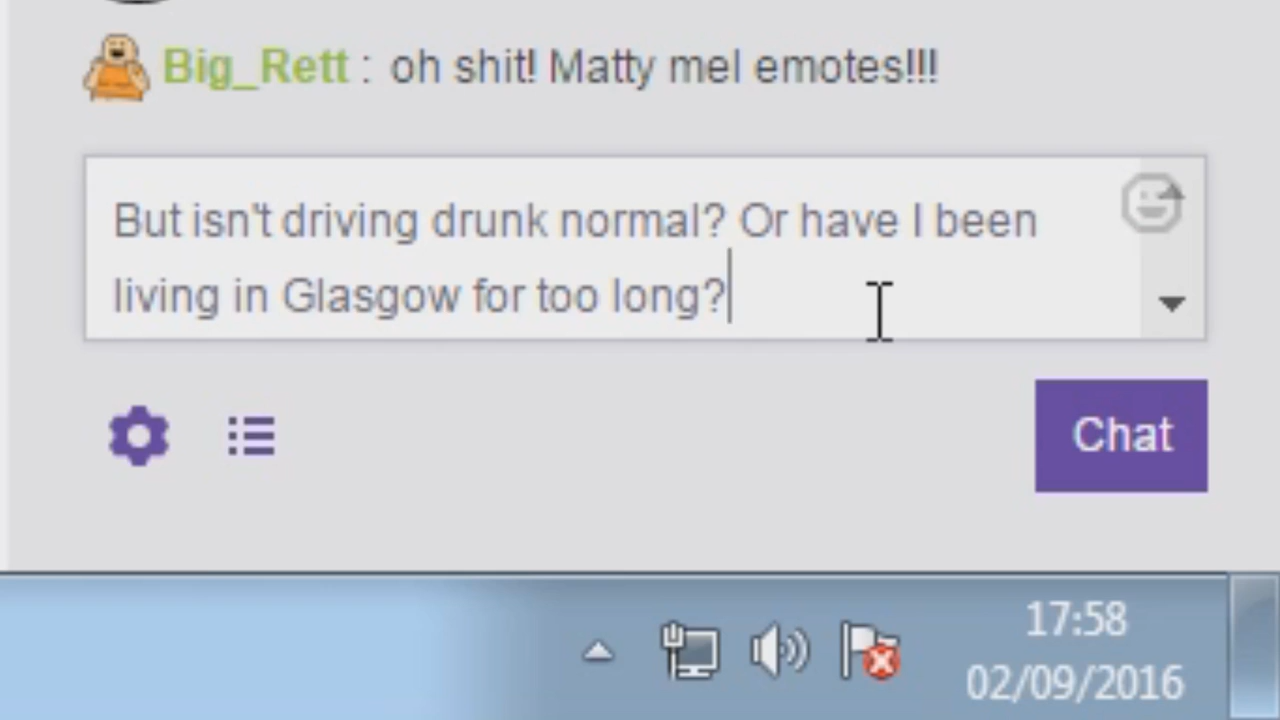 Big_Rett : oh shit! Matty mel emotes!!!
But isn't driving drunk normal? Or have I been
living in Glasgow for too long?
Chat
17:58
02/09/2016